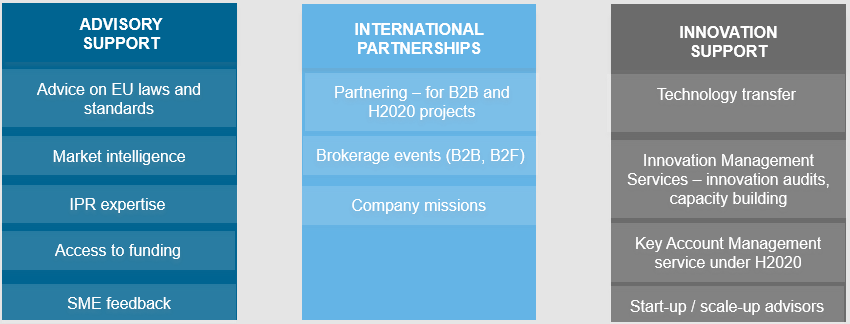 ADVISORY
SUPPORT
Advice on EU laws and
standards
Market intelligence
IPR expertise
Access to funding
SME feedback
INTERNATIONAL
PARTNERSHIPS
Partnering – for B2B and
H2020 projects
Brokerage events (B2B, B2F)
Company missions
INNOVATION
SUPPORT
Technology transfer
Innovation Management
Services – innovation audits,
capacity building
Key Account Management
service under H2020
Start-up / scale-up advisors